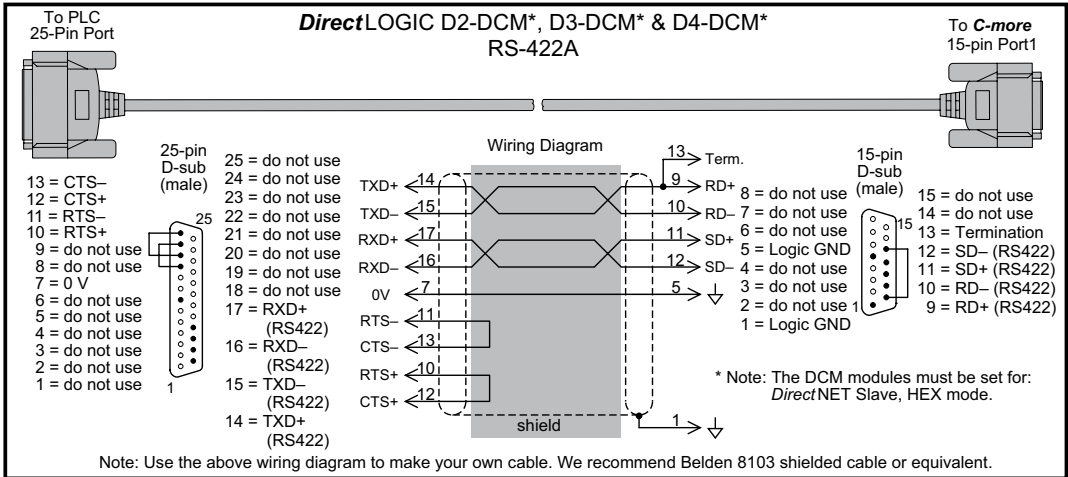 To PLC
25-Pin Port
DirectLOGIC D2-DCM*, D3-DCM* & D4-DCM*
RS-422A
To C-more
15-pin Port1
25-pin
D-sub
(male)
13 = CTS–
12 = CTS+
11 = RTS–
10 = RTS+
9 = do not use
8 = do not use
7 = 0 V
6 = do not use
5 = do not use
4 = do not use
3 = do not use
2 = do not use
1 = do not use
25
1
25 = do not use
24 = do not use
23 = do not use
22 = do not use
21 = do not use
20 = do not use
19 = do not use
18 = do not use
17 = RXD+
(RS422)
16 = RXD–
(RS422)
15 = TXD–
(RS422)
14 = TXD+
(RS422)
Wiring Diagram
13 Term.
TXD+ 14 9 RD+
TXD– 15 10 RD–
RXD+ 17 11 SD+
RXD– 16 12 SD–
0V 7 5
RTS– 11
CTS– 13
RTS+ 10
CTS+ 12
shield
1
15-pin
D-sub
(male)
8 = do not use
7 = do not use
6 = do not use
5 = Logic GND
4 = do not use
3 = do not use
2 = do not use
1 = Logic GND
15
1
15 = do not use
14 = do not use
13 = Termination
12 = SD– (RS422)
11 = SD+ (RS422)
10 = RD– (RS422)
9 = RD+ (RS422)
* Note: The DCM modules must be set for:
DirectNET Slave, HEX mode.
Note: Use the above wiring diagram to make your own cable. We recommend Belden 8103 shielded cable or equivalent.